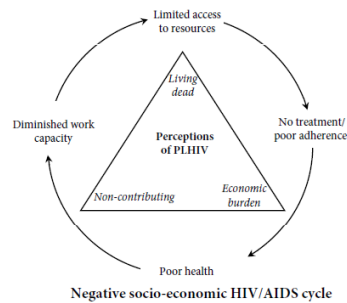 Limited access
to resources
Living
dead
Diminished work
capacity
Perceptions
of PLHIV
No treatment/
poor adherence
Non-contributing
Economic
burden
Poor health
Negative socio-economic HIV/AIDS cycle